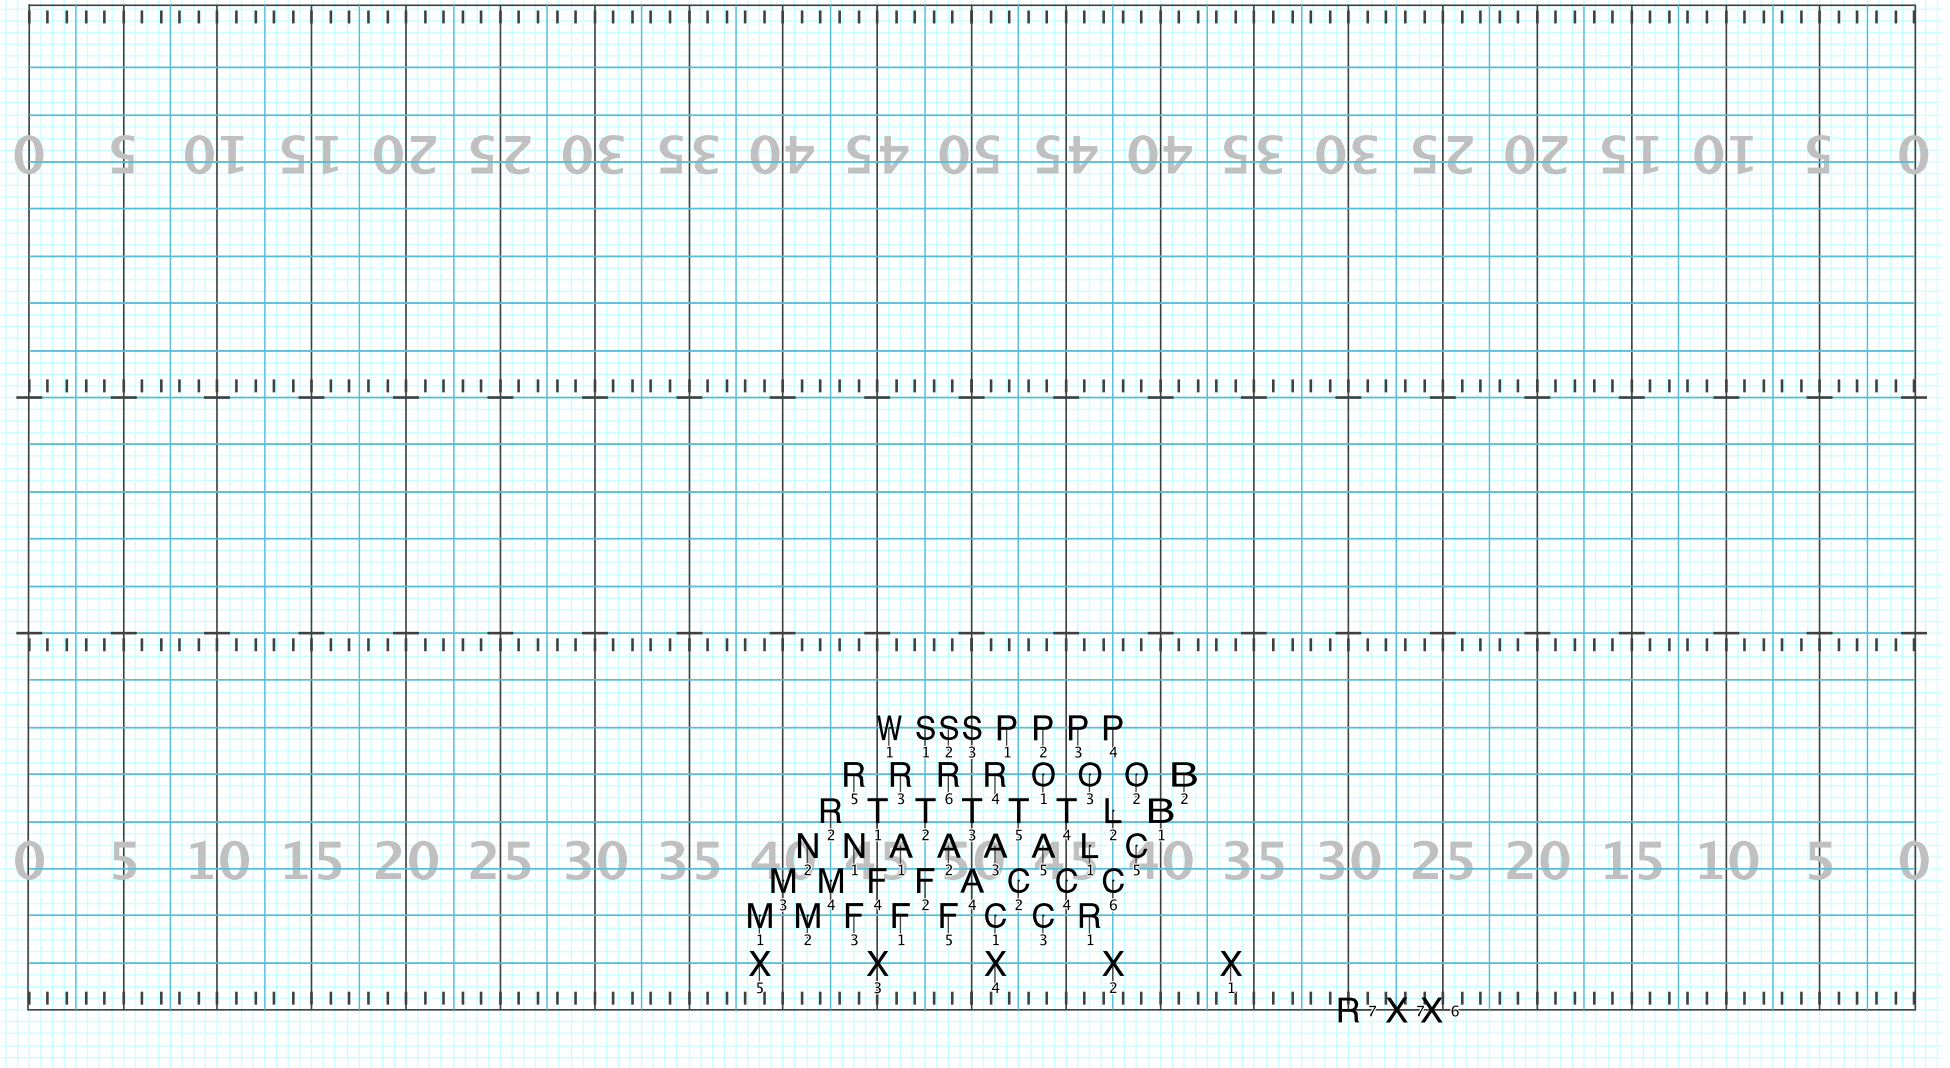 0 5 10 15 20 25 30 35 40 45 50 45 40 35 30 25 20 15 10 5 0
W S S S P P P P
1 1 2 3 1 2 3 4
R R R R O O O B
5 3 6 4 1 3 2 2
R T T T T T L B
2 1 2 3 5 4 2 1
0 5 10 15 20 25 30 35 40 45 50 45 40 35 30 25 20 15 10 5 0
N N A A A A L C
2 1 1 2 3 5 1 5
M M F F A C C C
3 4 4 2 4 2 4 6
M M F F F C C R
1 2 3 1 5 1 3 1
X X X X X
5 3 4 2 1
R 7 X 7 X 6